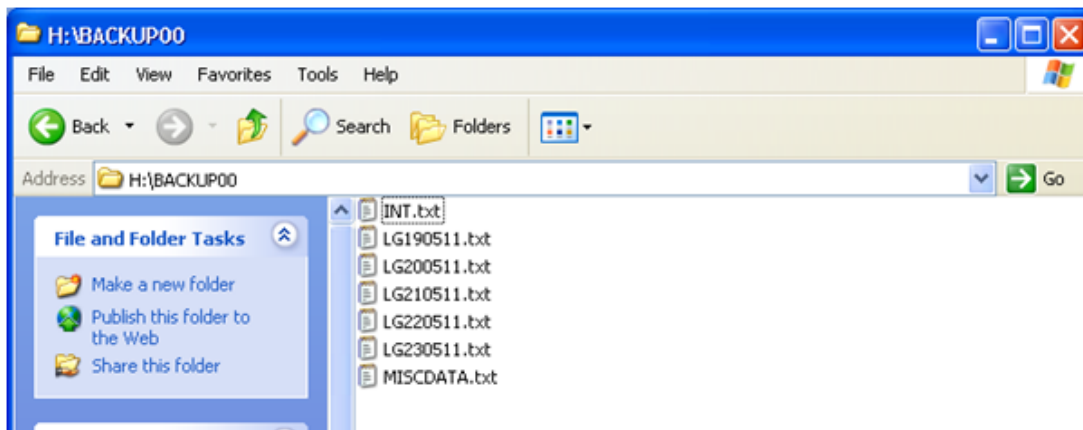 H:\BACKUP00
File Edit View Favorites Tools Help
Back Search Folders
Address H:\BACKUP00 Go
File and Folder Tasks
Make a new folder
Publish this folder to
the Web
Share this folder
INT.txt
LG190511.txt
LG200511.txt
LG210511.txt
LG220511.txt
LG230511.txt
MISCDATA.txt